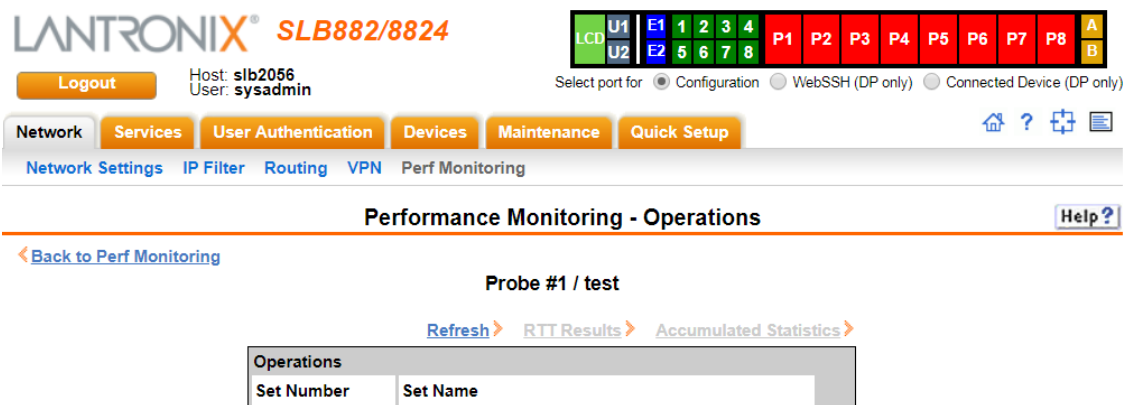 LANTRONIX® SLB882/8824
LCD U1 E1 1 2 3 4 P1 P2 P3 P4 P5 P6 P7 P8 A
U2 E2 5 6 7 8 B
Logout
Host: slb2056
User: sysadmin
Select port for Configuration WebSSH (DP only) Connected Device (DP only)
Network Services User Authentication Devices Maintenance Quick Setup
?
Network Settings IP Filter Routing VPN Perf Monitoring
Performance Monitoring - Operations
Help?
Back to Perf Monitoring
Probe #1 / test
Refresh RTT Results Accumulated Statistics
Operations
Set Number Set Name